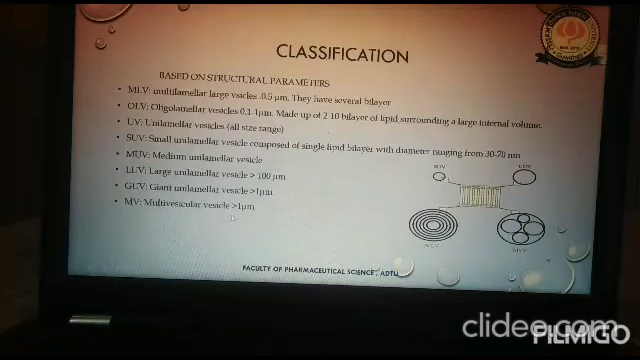 CLASSIFICATION
BASED ON STRUCTURAL PARAMETERS
• MLV: multilamellar large vsicles .0.5 µm. They have several bilayer
• OLV: Oligolamellar vesicles 0.1-1µm. Made up of 2-10 bilayer of lipid surrounding a large internal volume.
• UV: Unilamellar vesicles (all size range)
• SUV: Small unilamellar vesicle composed of single lipid bilayer with diameter ranging from 30-70 nm
• MUV: Medium unilamellar vesicle
• LUV: Large unilamellar vesicle > 100 µm
• GUV: Giant unilamellar vesicle >1µm
• MV: Multivesicular vesicle >1µm
SUV
LUV
MLV
MVV
FACULTY OF PHARMACEUTICAL SCIENCE, ADTU
clideo.com
FILMIGO